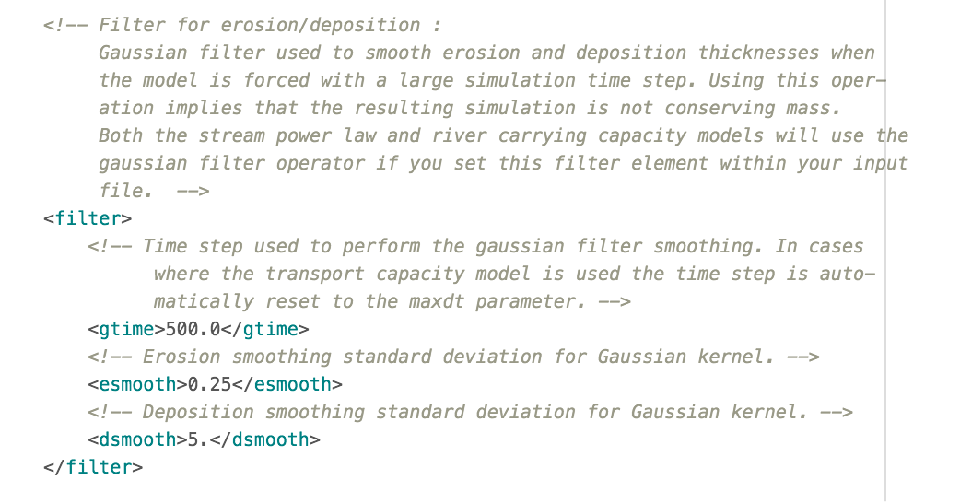 <!-- Filter for erosion/deposition :
Gaussian filter used to smooth erosion and deposition thicknesses when
the model is forced with a large simulation time step. Using this oper-
ation implies that the resulting simulation is not conserving mass.
Both the stream power law and river carrying capacity models will use the
gaussian filter operator if you set this filter element within your input
file.  -->
<filter>
<!-- Time step used to perform the gaussian filter smoothing. In cases
where the transport capacity model is used the time step is auto-
matically reset to the maxdt parameter. -->
<gtime>500.0</gtime>
<!-- Erosion smoothing standard deviation for Gaussian kernel. -->
<esmooth>0.25</esmooth>
<!-- Deposition smoothing standard deviation for Gaussian kernel. -->
<dsmooth>5.</dsmooth>
</filter>